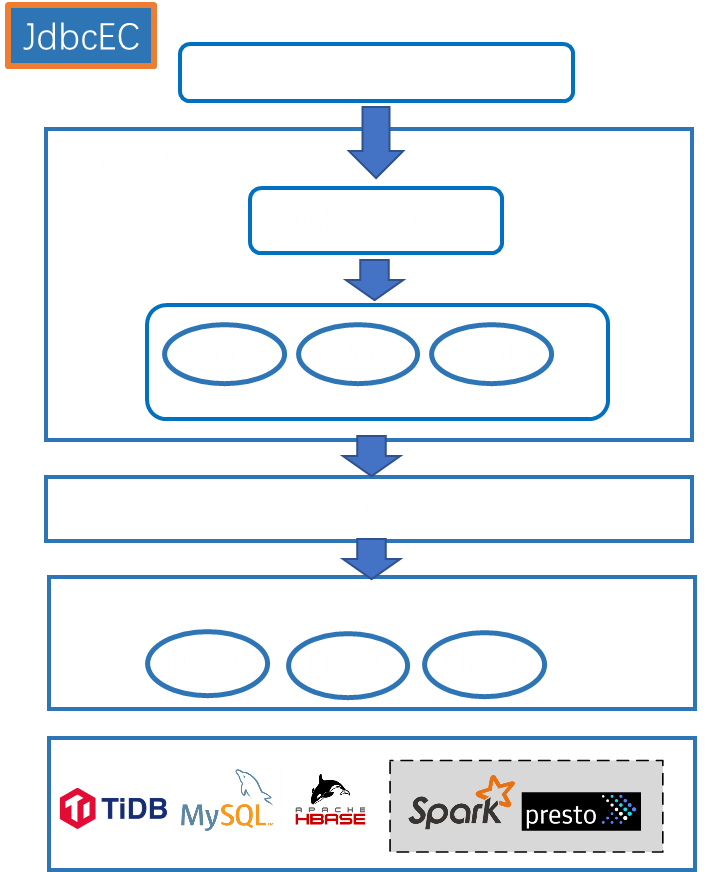 JdbcEC
TiDB
MySQL
APACHE
HBASE
Spark
presto